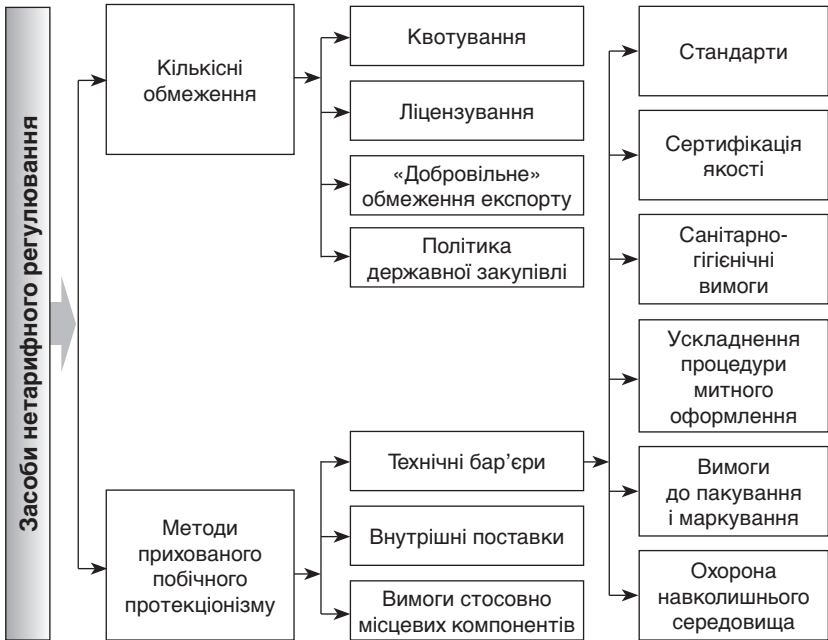 Засоби нетарифного регулювання
Кількісні
обмеження
Квотування
Ліцензування
«Добровільне»
обмеження експорту
Політика
державної закупівлі
Методи
прихованого
побічного
протекціонізму
Технічні бар’єри
Внутрішні поставки
Вимоги стосовно
місцевих компонентів
Стандарти
Сертифікація
якості
Санітарно-
гігієнічні
вимоги
Ускладнення
процедури
митного
оформлення
Вимоги
до пакування
і маркування
Охорона
навколишнього
середовища